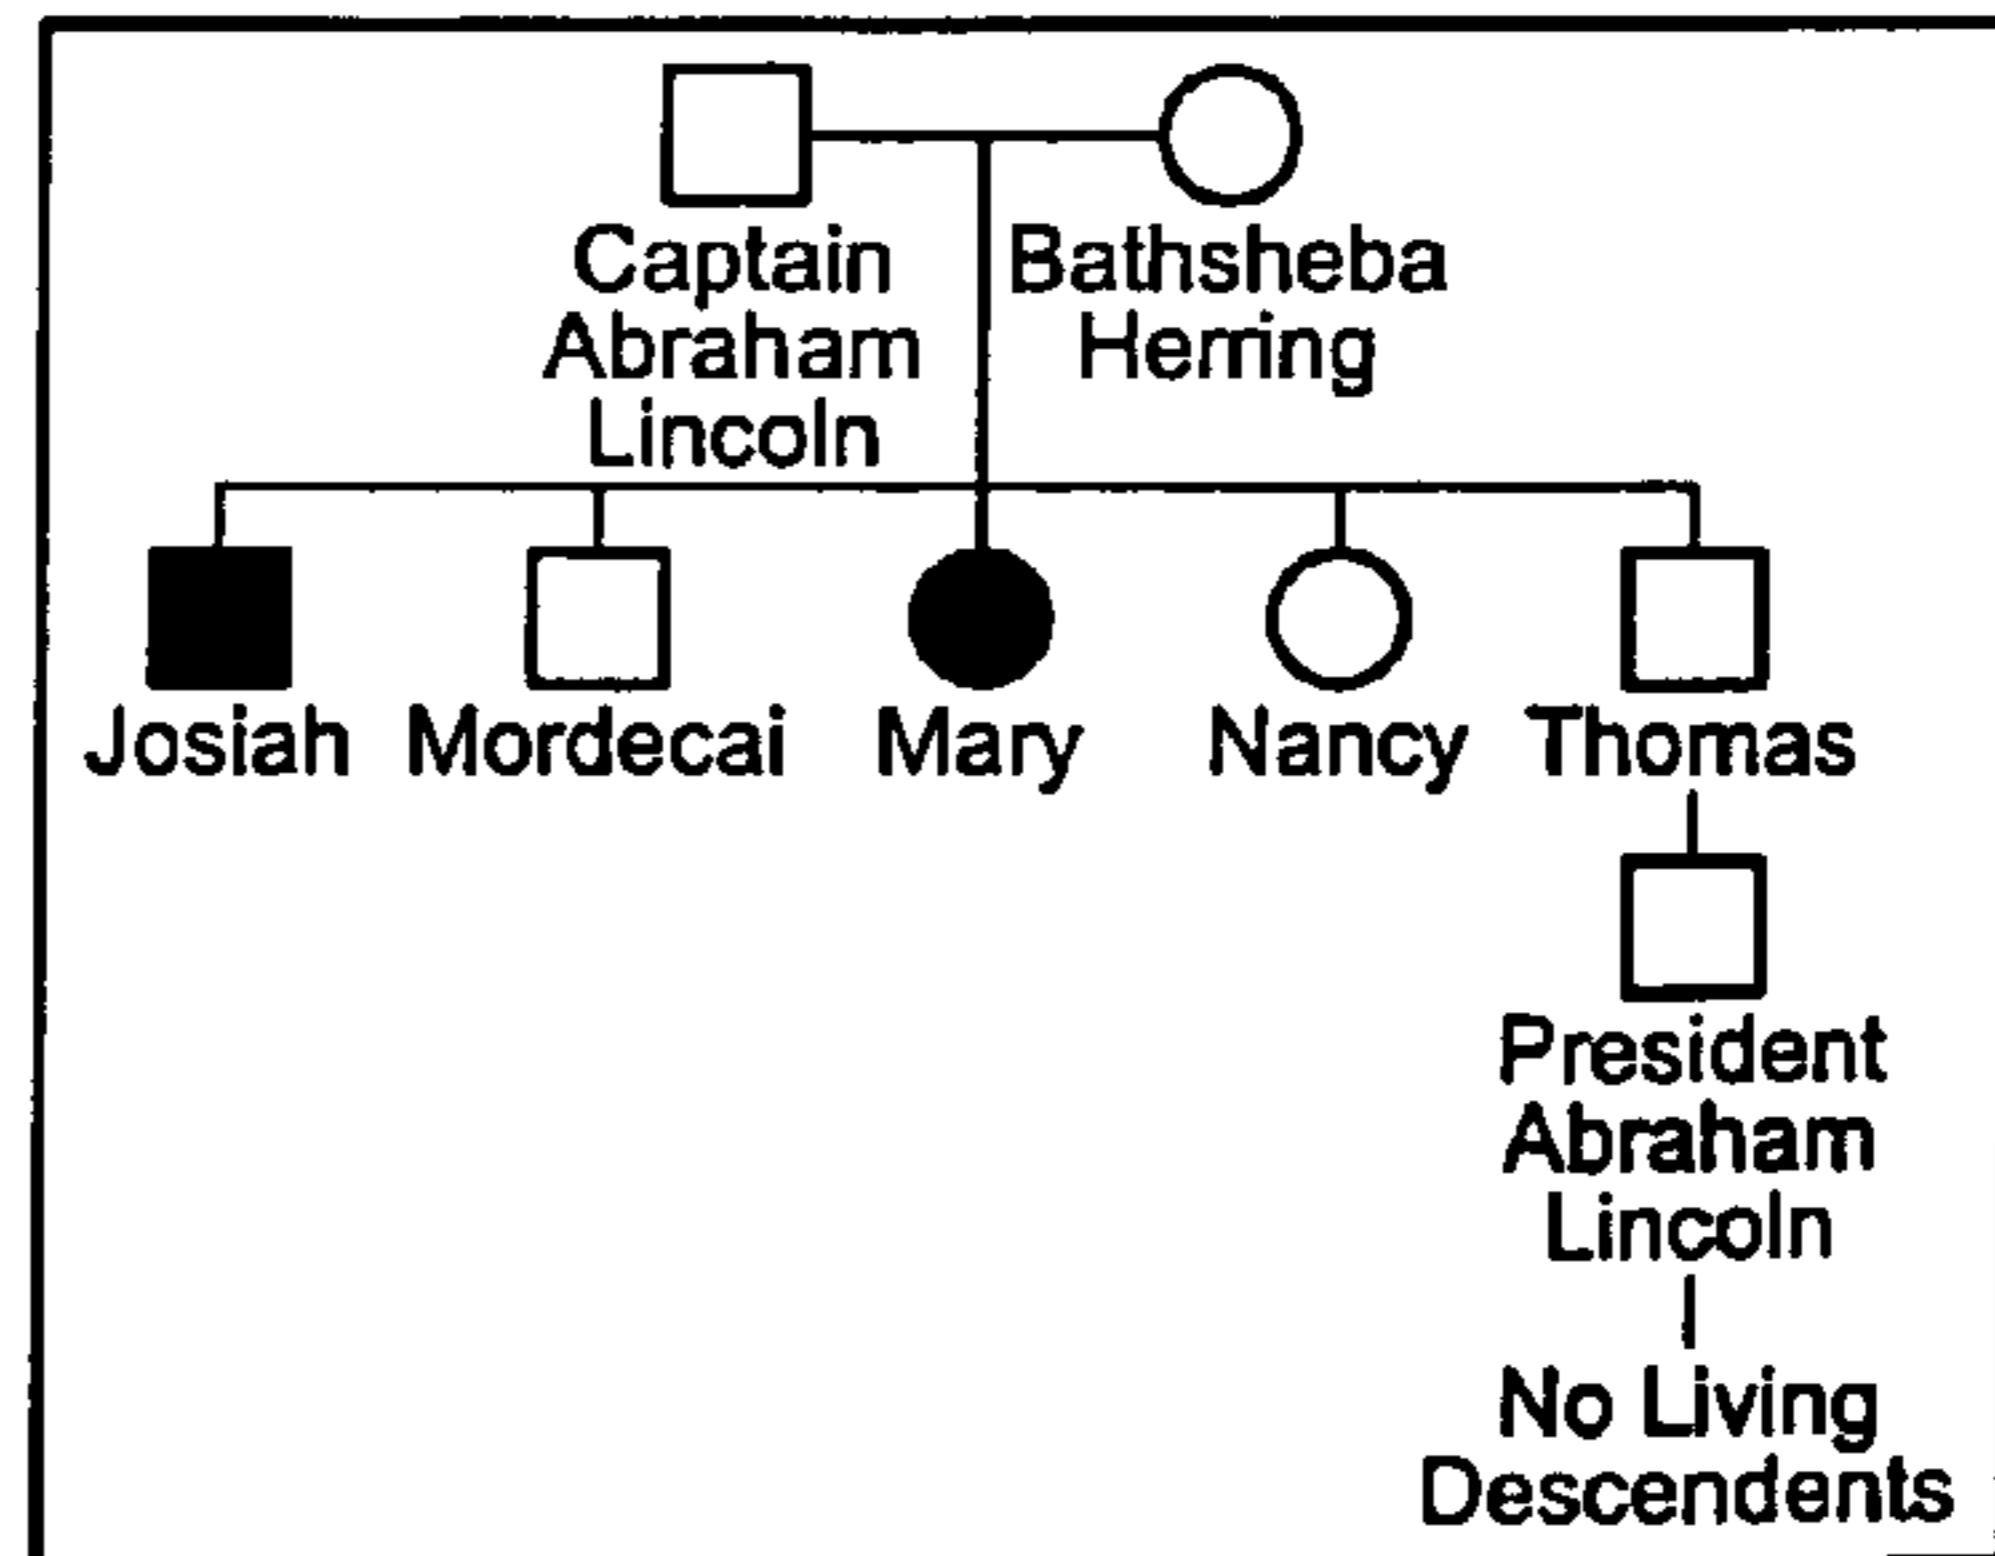 Captain
Abraham
Lincoln
Bathsheba
Herring
Josiah
Mordecai
Mary
Nancy
Thomas
President
Abraham
Lincoln
No Living
Descendents